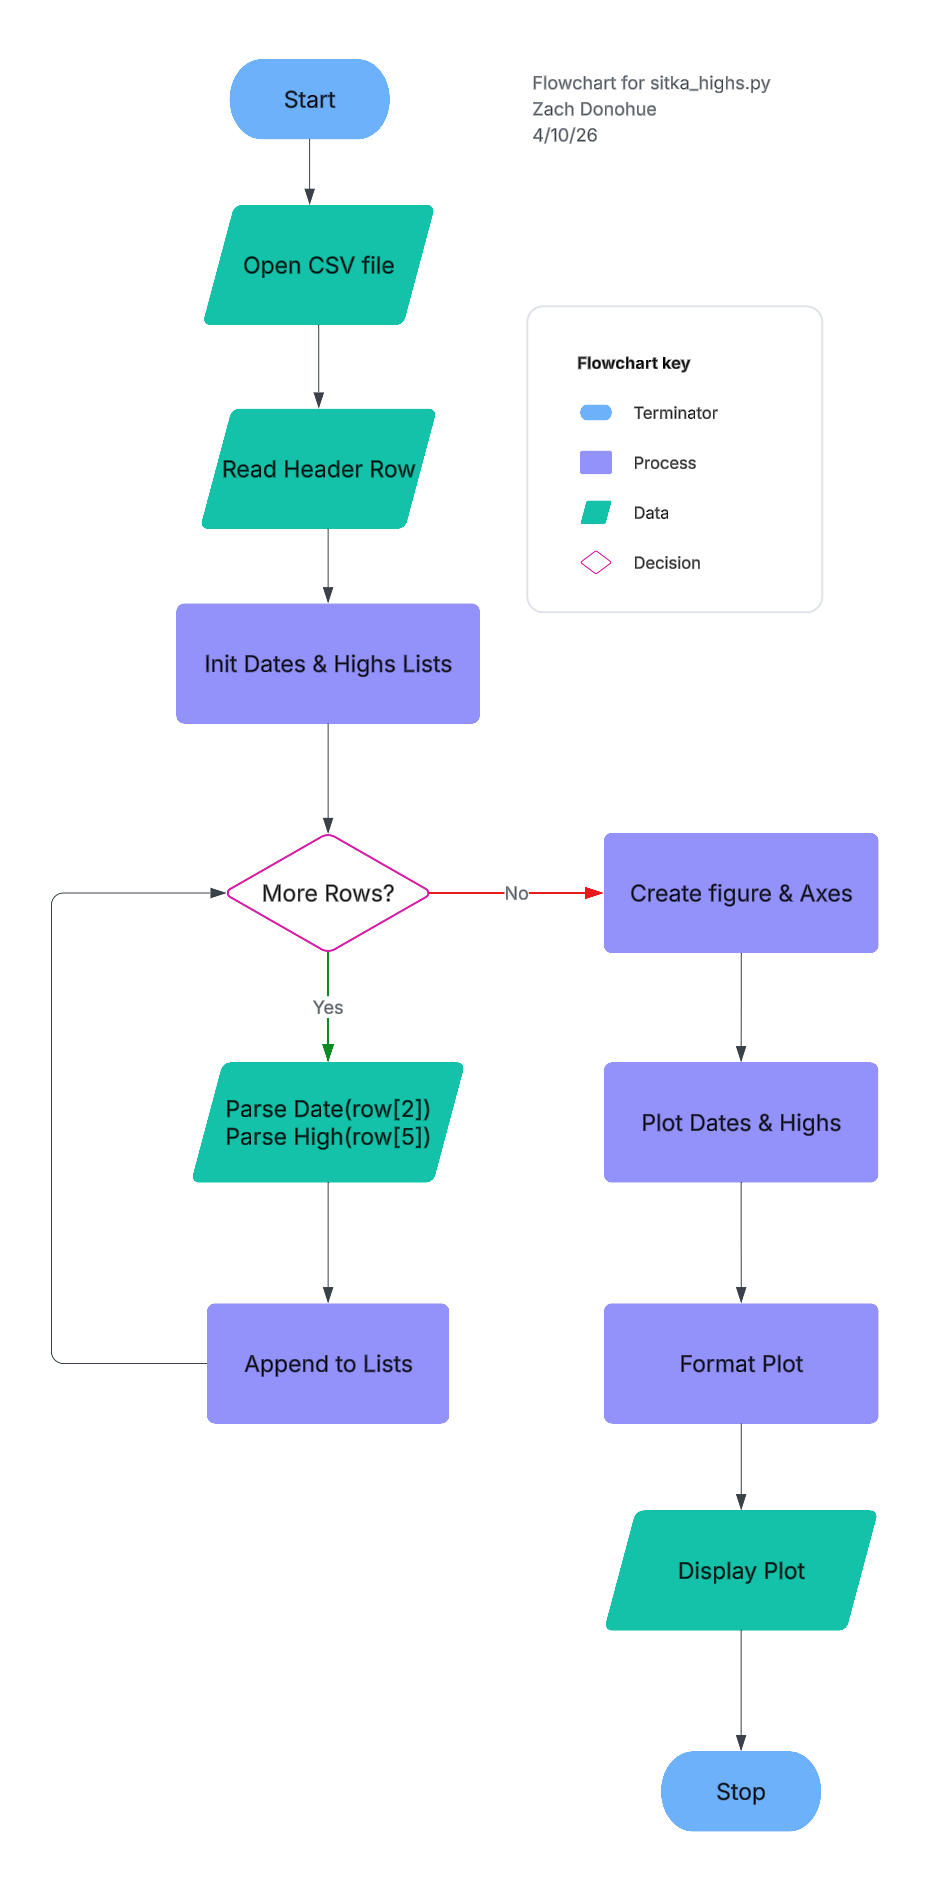 Start
Flowchart for sitka_highs.py
Zach Donohue
4/10/26
Open CSV file
Flowchart key
Terminator
Process
Data
Decision
Read Header Row
Init Dates & Highs Lists
More Rows?
No
Create figure & Axes
Yes
Parse Date(row[2])
Parse High(row[5])
Plot Dates & Highs
Append to Lists
Format Plot
Display Plot
Stop